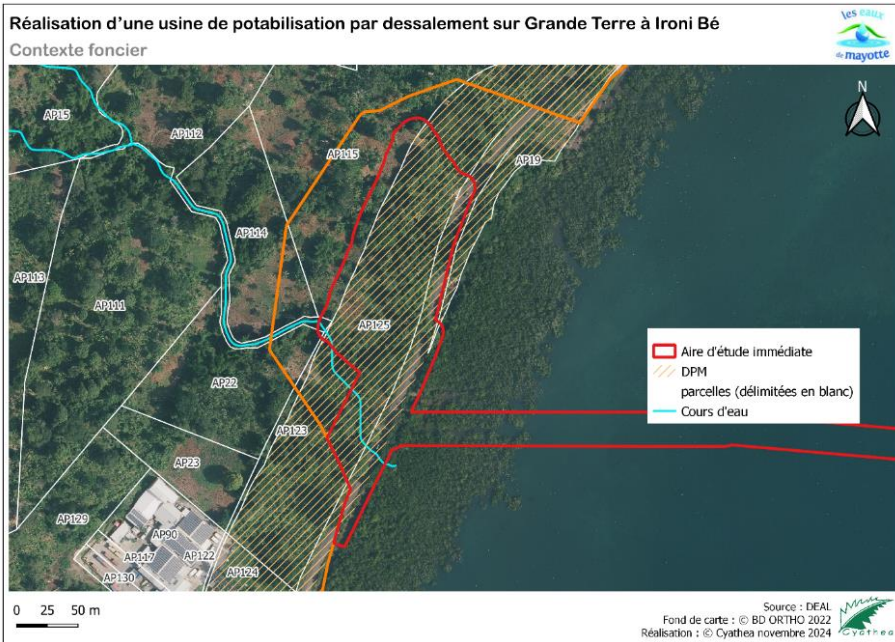 Réalisation d'une usine de potabilisation par dessalement sur Grande Terre à Ironi Bé
Contexte foncier
les eaux
de mayotte
N
AP15
AP112
AP115
AP19
AP114
AP113
AP111
AP125
AP22
AP123
AP23
AP129
AP90
AP117
AP122
AP130
AP124
Aire d'étude immédiate
DPM
parcelles (délimitées en blanc)
Cours d'eau
0 25 50 m
Source : DEAL
Fond de carte : © BD ORTHO 2022
Réalisation : © Cyathea novembre 2024
Cyathea